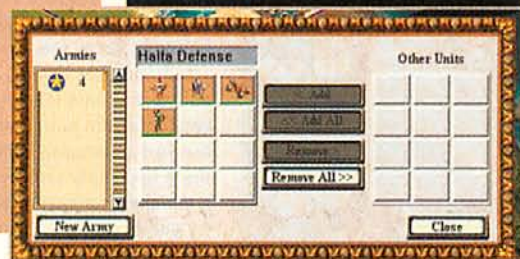 Armies
Haifa Defense
Other Units
4
< Add
<< Add All
Remove >
Remove All >>
New Army
Close